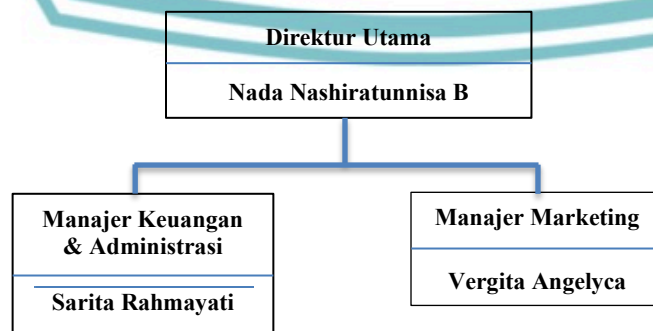 Direktur Utama
Nada Nashiratunnisa B
Manajer Keuangan
& Administrasi
Sarita Rahmayati
Manajer Marketing
Vergita Angelyca